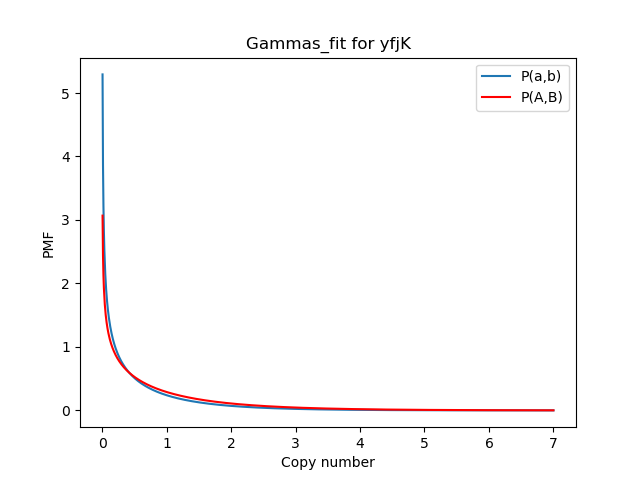 Gammas_fit for yfjK
P(a,b)
P(A,B)
PMF
5
4
3
2
1
0
0 1 2 3 4 5 6 7
Copy number